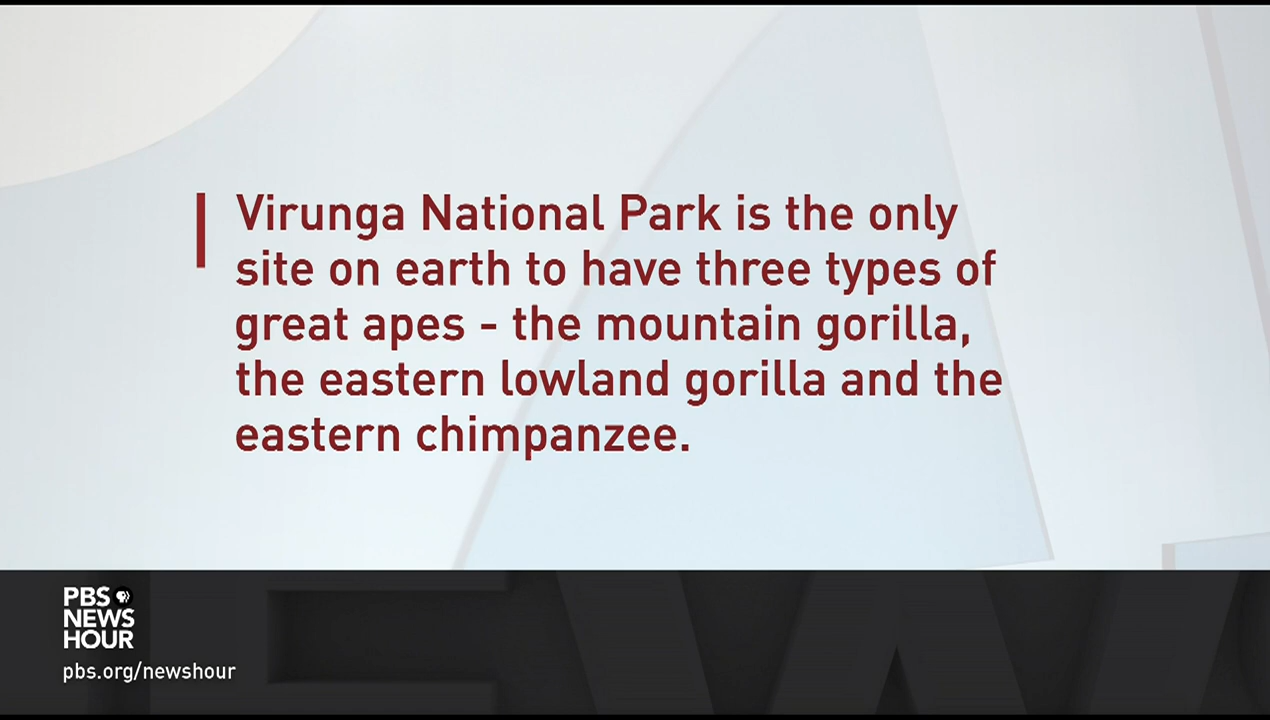 Virunga National Park is the only
site on earth to have three types of
great apes - the mountain gorilla,
the eastern lowland gorilla and the
eastern chimpanzee.
PBS
NEWS
HOUR
pbs.org/newshour